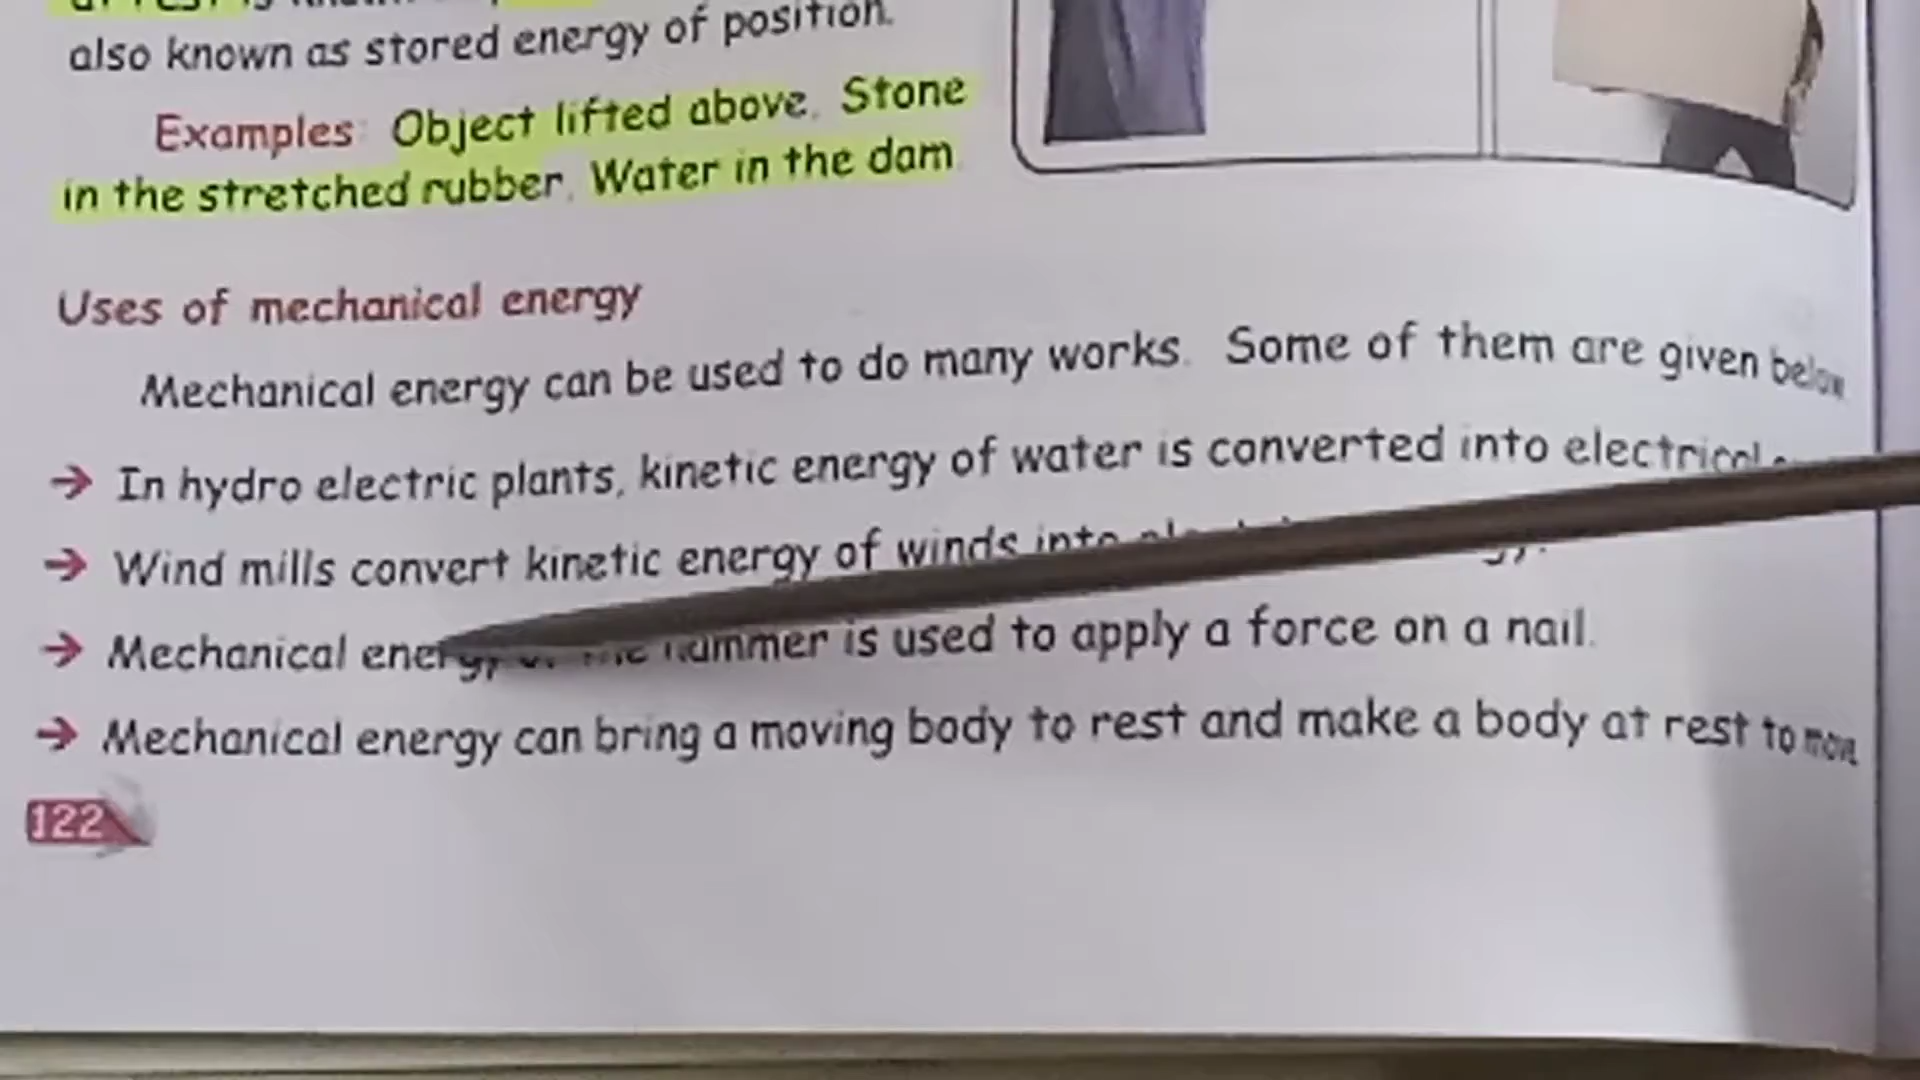 also known as stored energy of position.
Examples: Object lifted above, Stone
in the stretched rubber, Water in the dam
Uses of mechanical energy
Mechanical energy can be used to do many works. Some of them are given below
→ In hydro electric plants, kinetic energy of water is converted into electrical
→ Wind mills convert kinetic energy of winds into
→ Mechanical energy hammer is used to apply a force on a nail.
→ Mechanical energy can bring a moving body to rest and make a body at rest to move
122